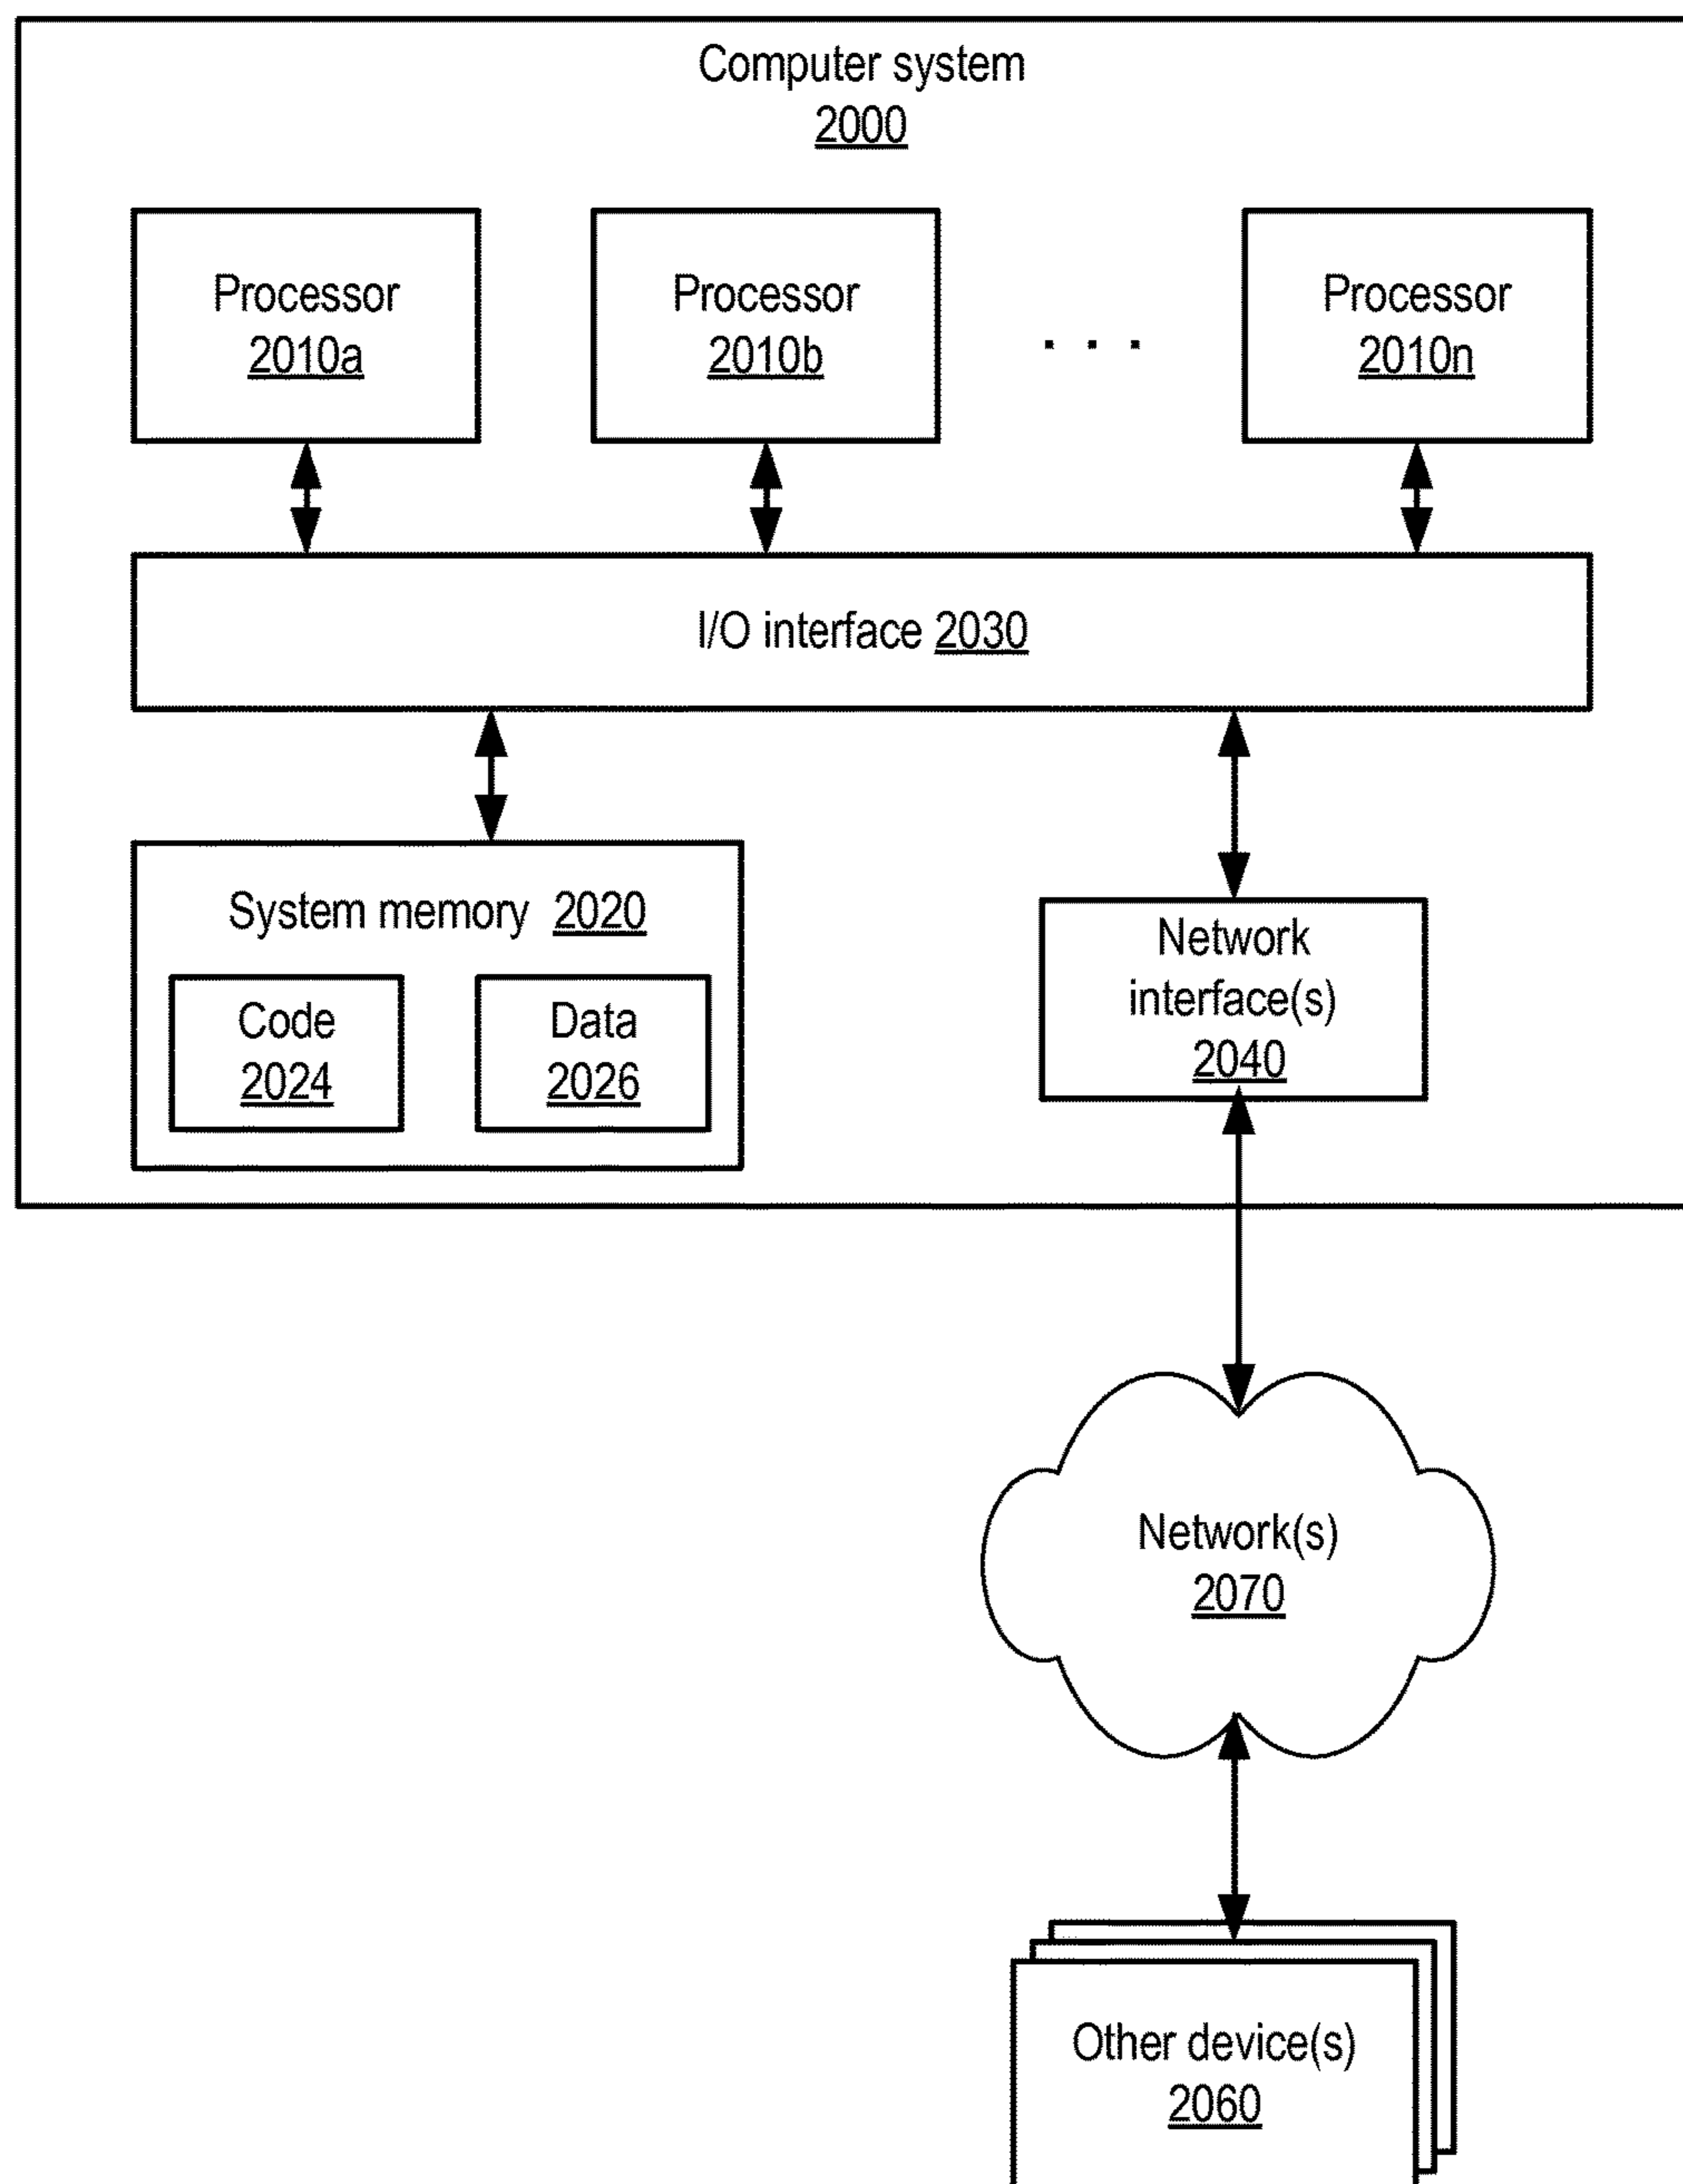 Computer system
2000
Processor
2010a
Processor
2010b
. . .
Processor
2010n
I/O interface 2030
System memory 2020
Code
2024
Data
2026
Network
interface(s)
2040
Network(s)
2070
Other device(s)
2060